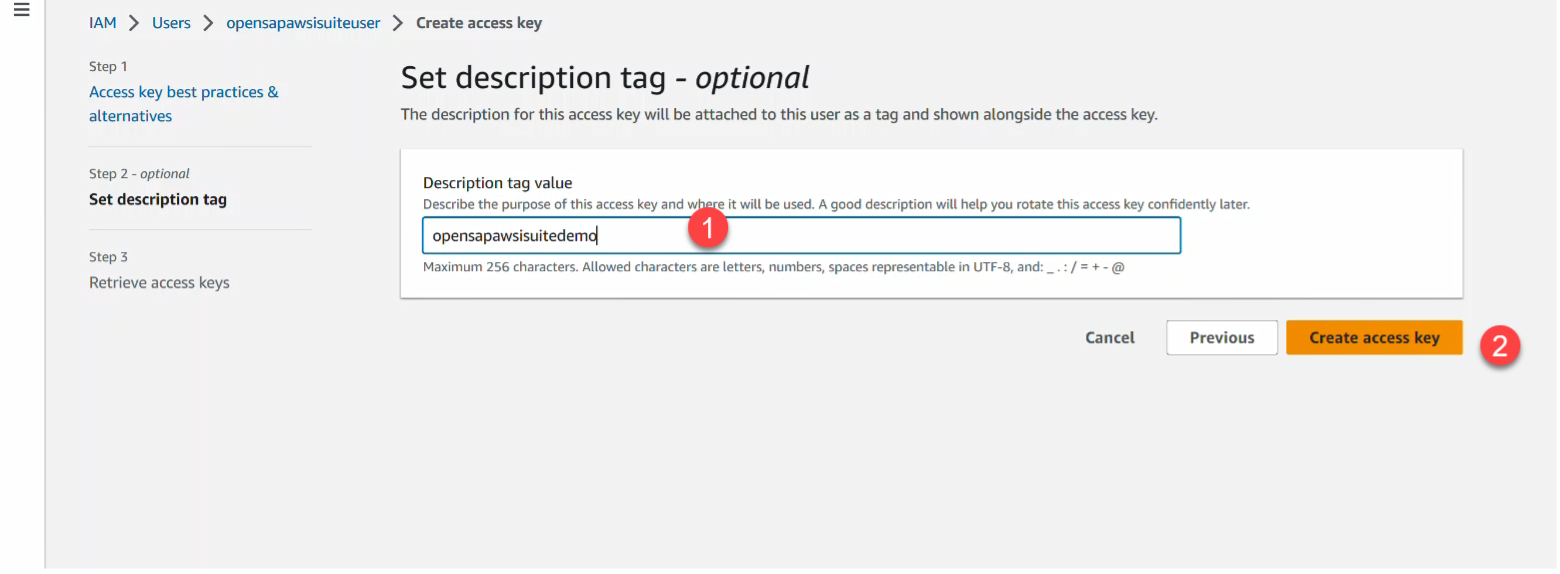 IAM > Users > opensapawsisuiteuser > Create access key
Step 1
Access key best practices &
alternatives
Step 2 - optional
Set description tag
Step 3
Retrieve access keys
Set description tag - optional
The description for this access key will be attached to this user as a tag and shown alongside the access key.
Description tag value
Describe the purpose of this access key and where it will be used. A good description will help you rotate this access key confidently later.
opensapawsisuitedemo
1
Maximum 256 characters. Allowed characters are letters, numbers, spaces representable in UTF-8, and: _ . : / = + - @
Cancel
Previous
Create access key
2